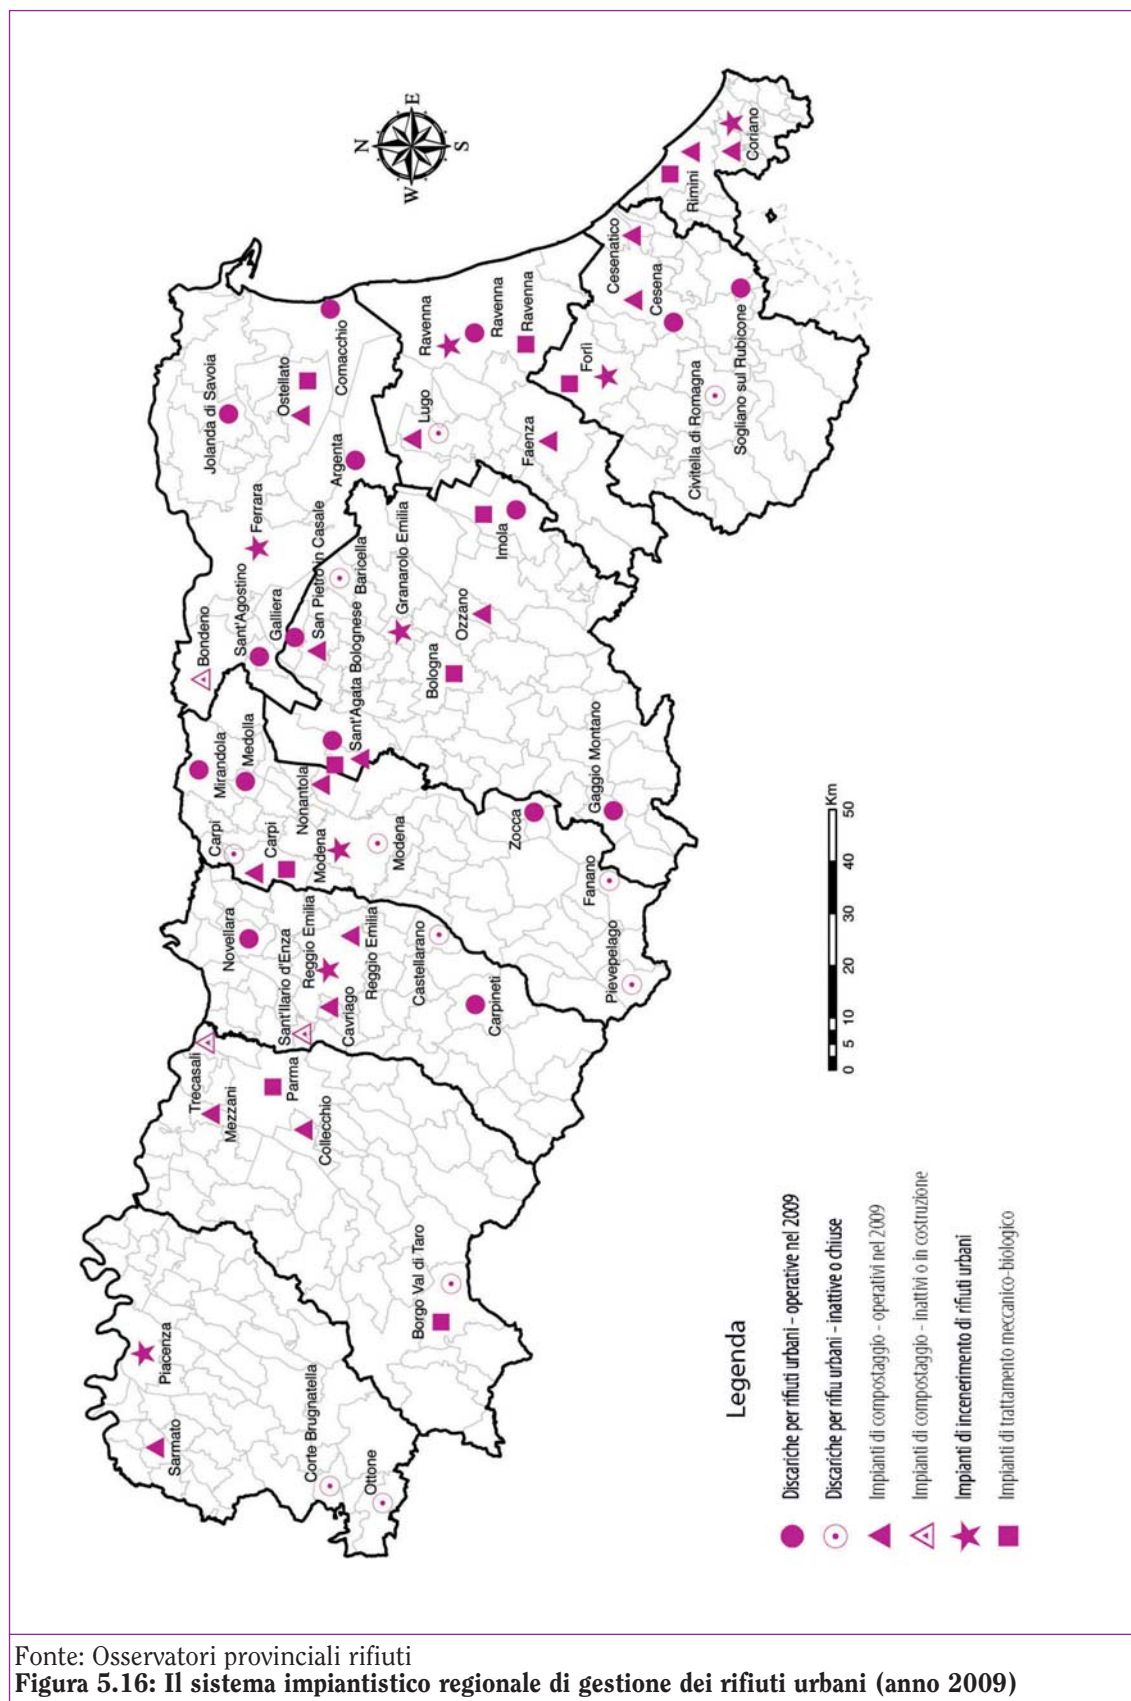 N
E
S
W
Piacenza
Sarmato
Corte Brugnatella
Ottone
Borgo Val di Taro
Trecasali
Mezzani
Parma
Collecchio
Novellara
Sant'Ilario d'Enza
Reggio Emilia
Cavriago
Reggio Emilia
Castellarano
Carpineti
Mirandola
Medolla
Carpi
Carpi
Nonantola
Modena
Modena
Zocca
Fanano
Pievepelago
Bondeno
Sant'Agostino
Galliera
Ferrara
Jolanda di Savoia
Ostellato
Comacchio
Argenta
San Pietro in Casale
Baricella
Sant'Agata Bolognese
Granarolo Emilia
Bologna
Ozzano
Imola
Gaggio Montano
Lugo
Ravenna
Ravenna
Ravenna
Faenza
Forlì
Cesenatico
Cesena
Civitella di Romagna
Sogliano sul Rubicone
Rimini
Coriano
0 5 10 20 30 40 50
Km
Legenda
Discariche per rifiuti urbani - operative nel 2009
Discariche per rifiu urbani - inattive o chiuse
Impianti di compostaggio - operativi nel 2009
Impianti di compostaggio - inattivi o in costruzione
Impianti di incenerimento di rifiuti urbani
Impianti di trattamento meccanico-biologico
Fonte: Osservatori provinciali rifiuti
Figura 5.16: Il sistema impiantistico regionale di gestione dei rifiuti urbani (anno 2009)